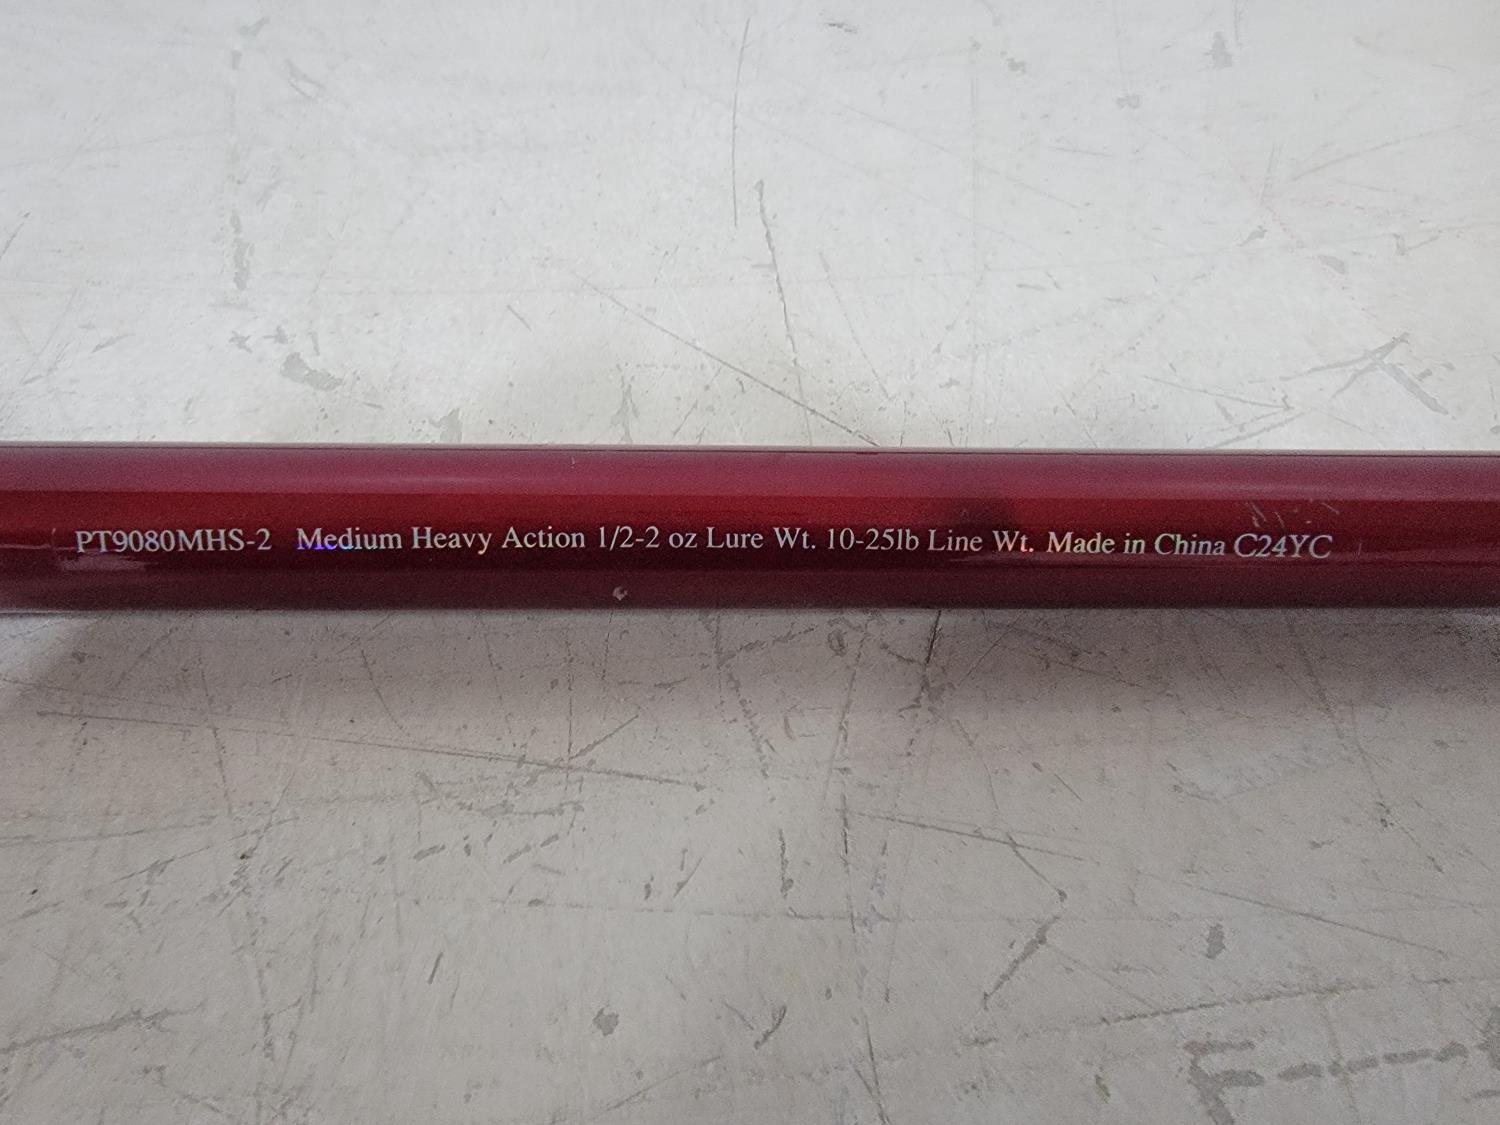 PT9080MHS-2 Medium Heavy Action 1/2-2 oz Lure Wt. 10-25lb Line Wt. Made in China C24YC